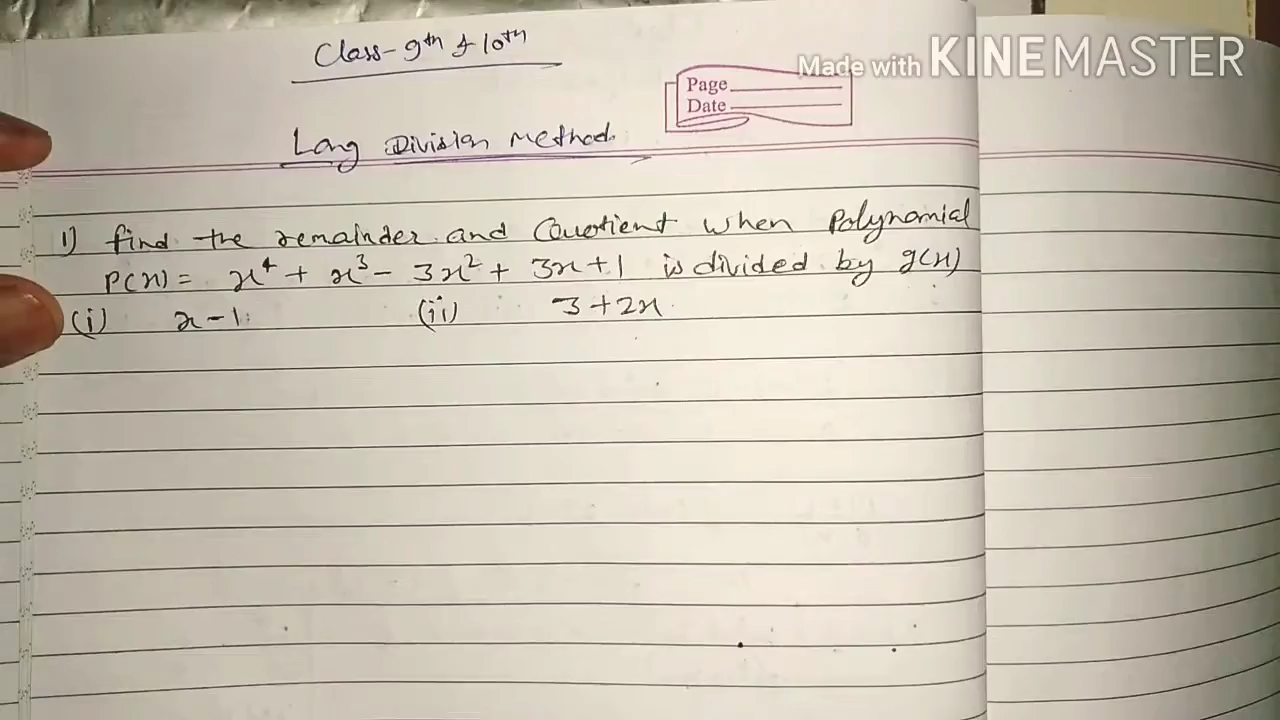 Class-9th & 10th
Made with KINEMASTER
Page
Date
Long Division method.
1) find the remainder and Quotient when Polynomial
P(x) = x⁴ + x³ - 3x² + 3x + 1 is divided by g(x)
(i) x-1. (ii) 3+2x.